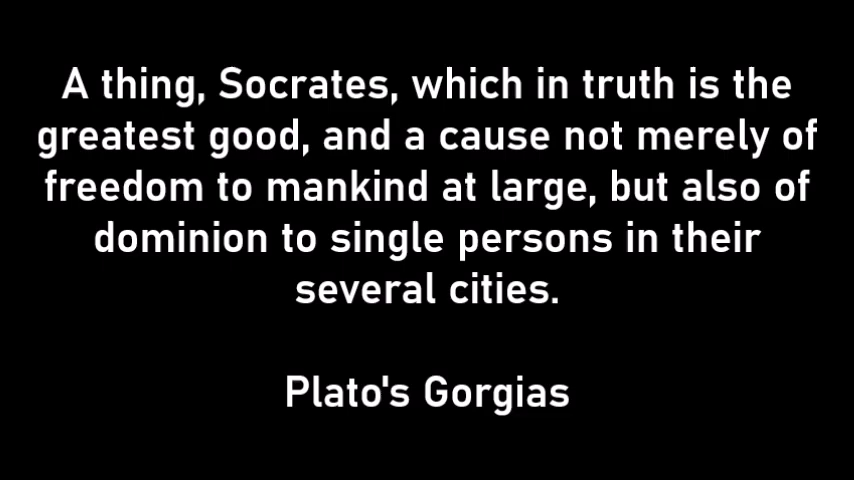 A thing, Socrates, which in truth is the
greatest good, and a cause not merely of
freedom to mankind at large, but also of
dominion to single persons in their
several cities.
Plato's Gorgias